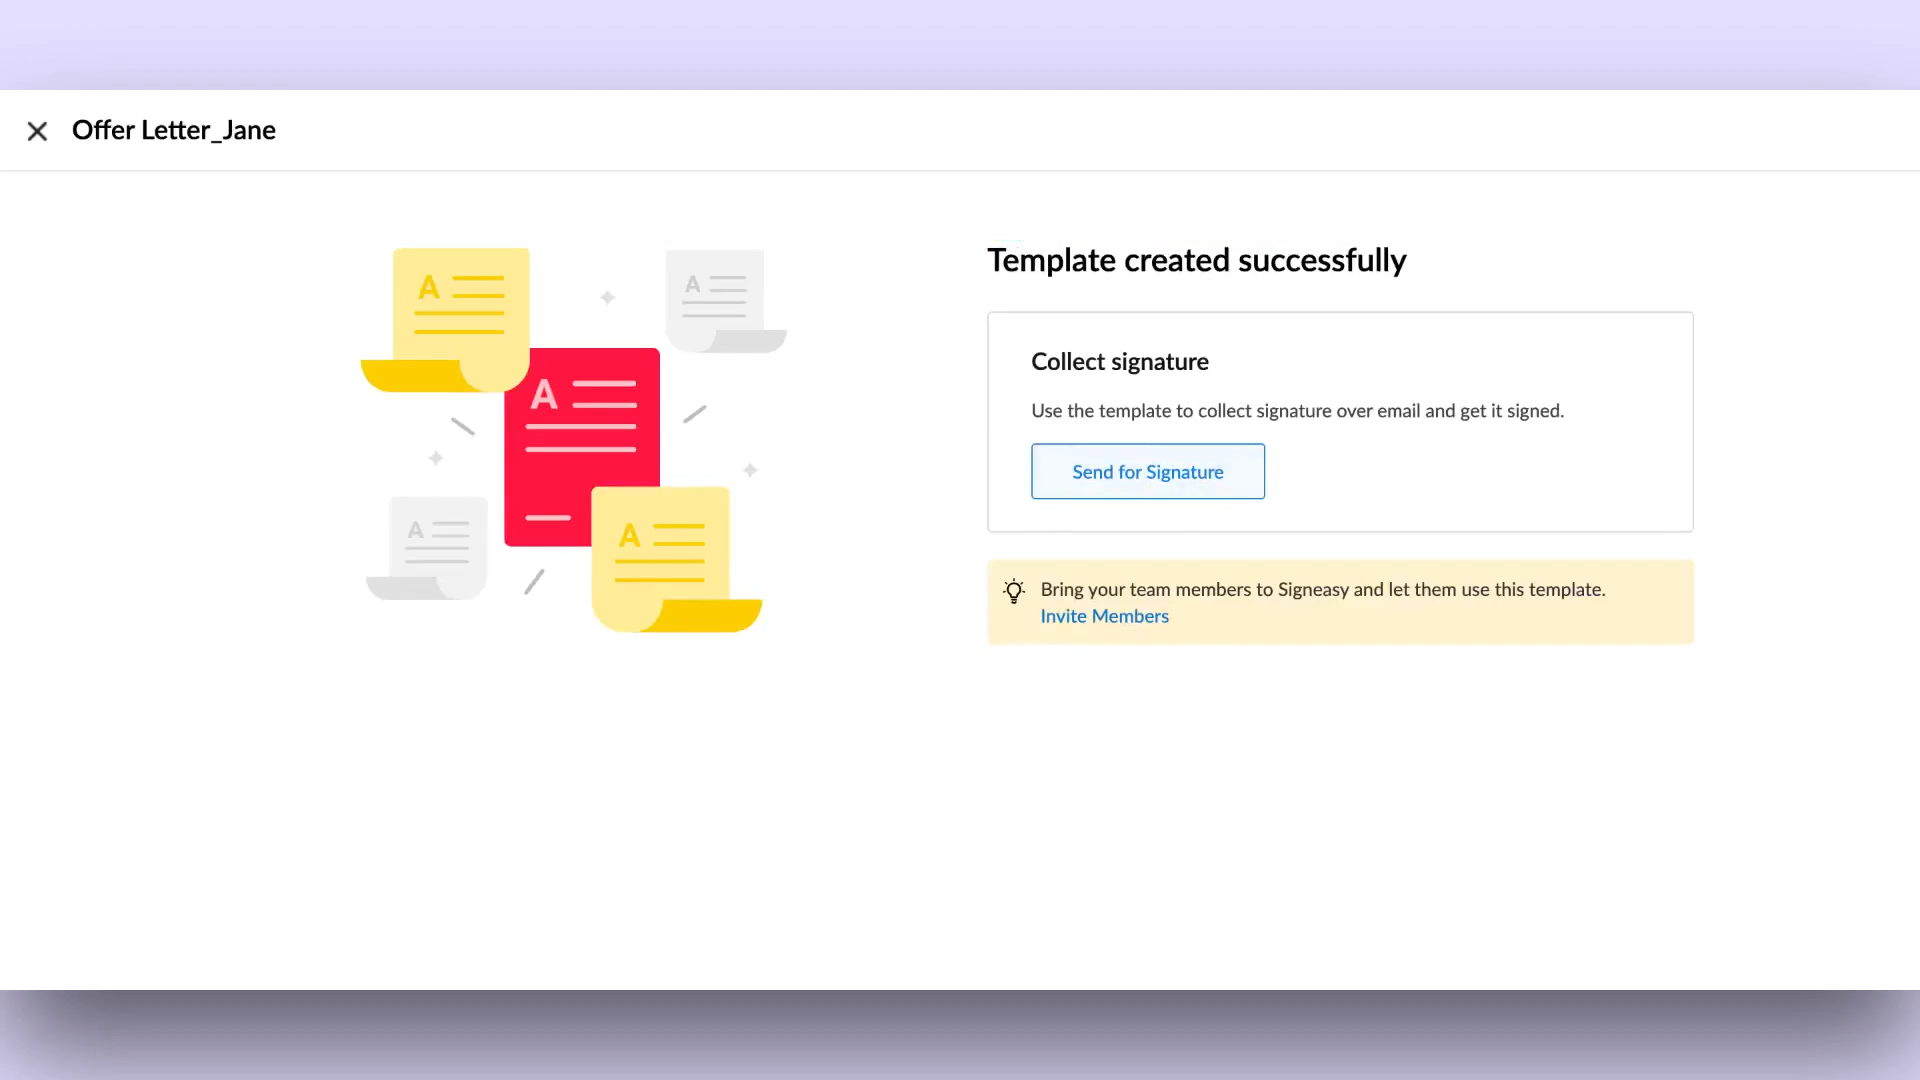 Offer Letter_Jane
A
A
A
A
A
Template created successfully
Collect signature
Use the template to collect signature over email and get it signed.
Send for Signature
Bring your team members to Signeasy and let them use this template.
Invite Members